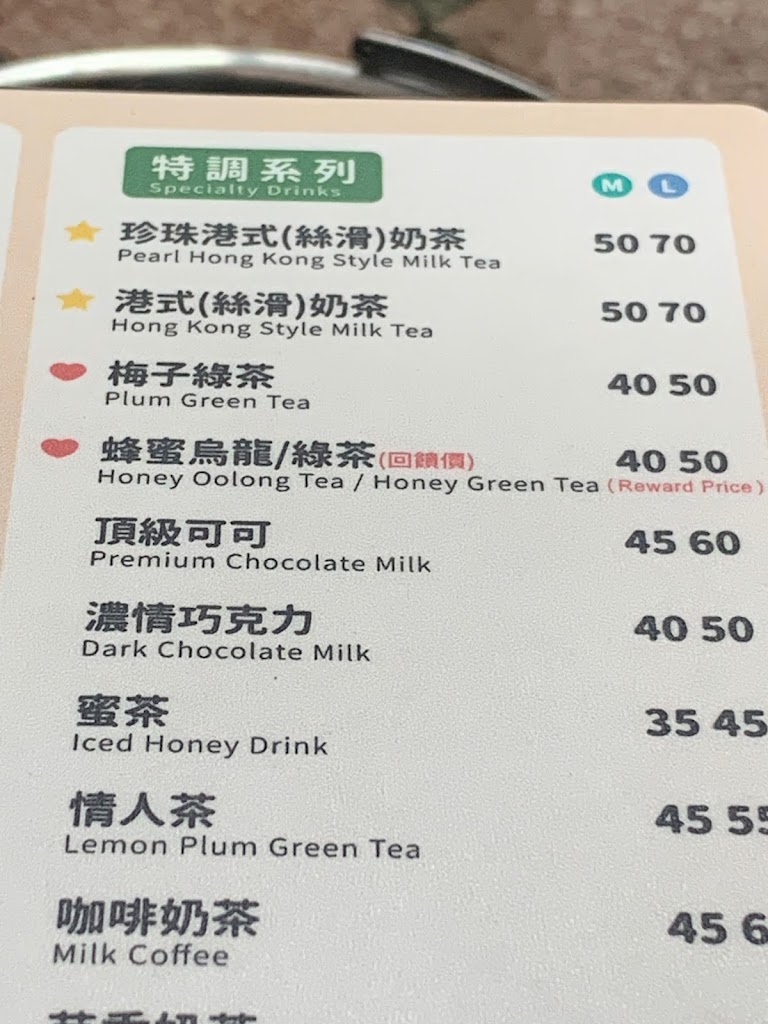 特調系列
Specialty Drinks
M L
珍珠港式(絲滑)奶茶 50 70
Pearl Hong Kong Style Milk Tea
港式(絲滑)奶茶 50 70
Hong Kong Style Milk Tea
梅子綠茶 40 50
Plum Green Tea
蜂蜜烏龍/綠茶(回饋價) 40 50
Honey Oolong Tea / Honey Green Tea (Reward Price)
頂級可可 45 60
Premium Chocolate Milk
濃情巧克力 40 50
Dark Chocolate Milk
蜜茶 35 45
Iced Honey Drink
情人茶 45 55
Lemon Plum Green Tea
咖啡奶茶 45
Milk Coffee
奶茶